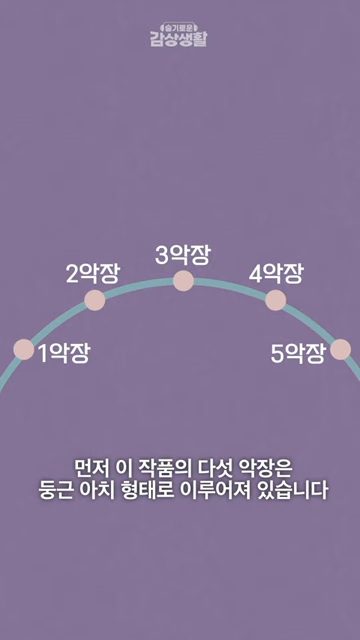 슬기로운
감상생활
3악장
2악장
4악장
1악장
5악장
먼저 이 작품의 다섯 악장은
둥근 아치 형태로 이루어져 있습니다